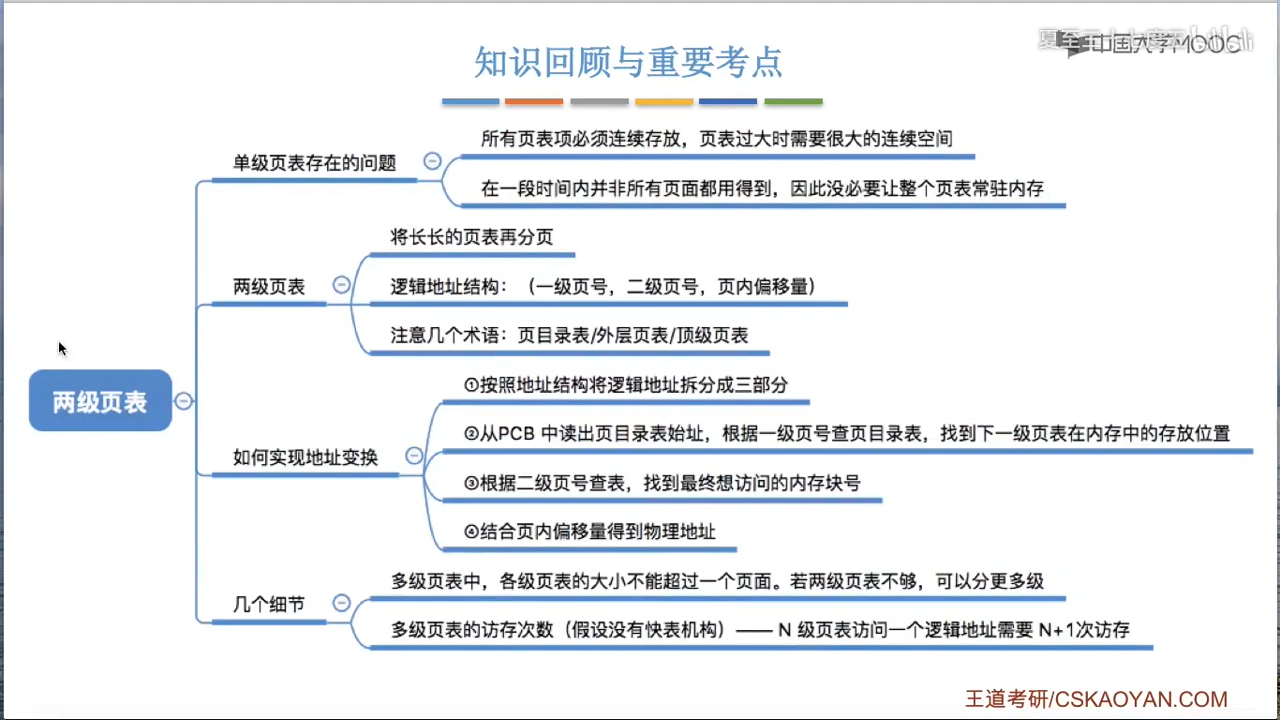 知识回顾与重要考点
中国大学MOOC
所有页表项必须连续存放，页表过大时需要很大的连续空间
单级页表存在的问题
在一段时间内并非所有页面都用得到，因此没必要让整个页表常驻内存
将长长的页表再分页
两级页表
逻辑地址结构：（一级页号，二级页号，页内偏移量）
注意几个术语：页目录表/外层页表/顶级页表
两级页表
①按照地址结构将逻辑地址拆分成三部分
②从PCB 中读出页目录表始址，根据一级页号查页目录表，找到下一级页表在内存中的存放位置
如何实现地址变换
③根据二级页号查表，找到最终想访问的内存块号
④结合页内偏移量得到物理地址
多级页表中，各级页表的大小不能超过一个页面。若两级页表不够，可以分更多级
几个细节
多级页表的访存次数（假设没有快表机构）—— N 级页表访问一个逻辑地址需要 N+1次访存
王道考研/CSKAOYAN.COM